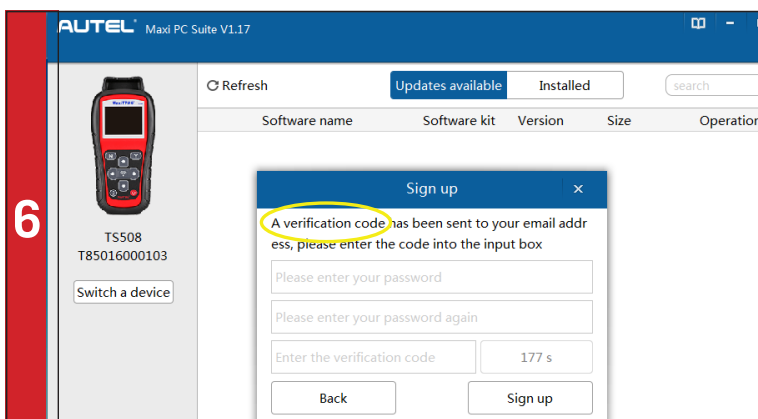 6
AUTEL Maxi PC Suite V1.17
Refresh
Updates available
Installed
search
Software name
Software kit
Version
Size
Operation
TS508
T85016000103
Switch a device
Sign up
x
A verification code has been sent to your email addr
ess, please enter the code into the input box
Please enter your password
Please enter your password again
Enter the verification code
177 s
Back
Sign up